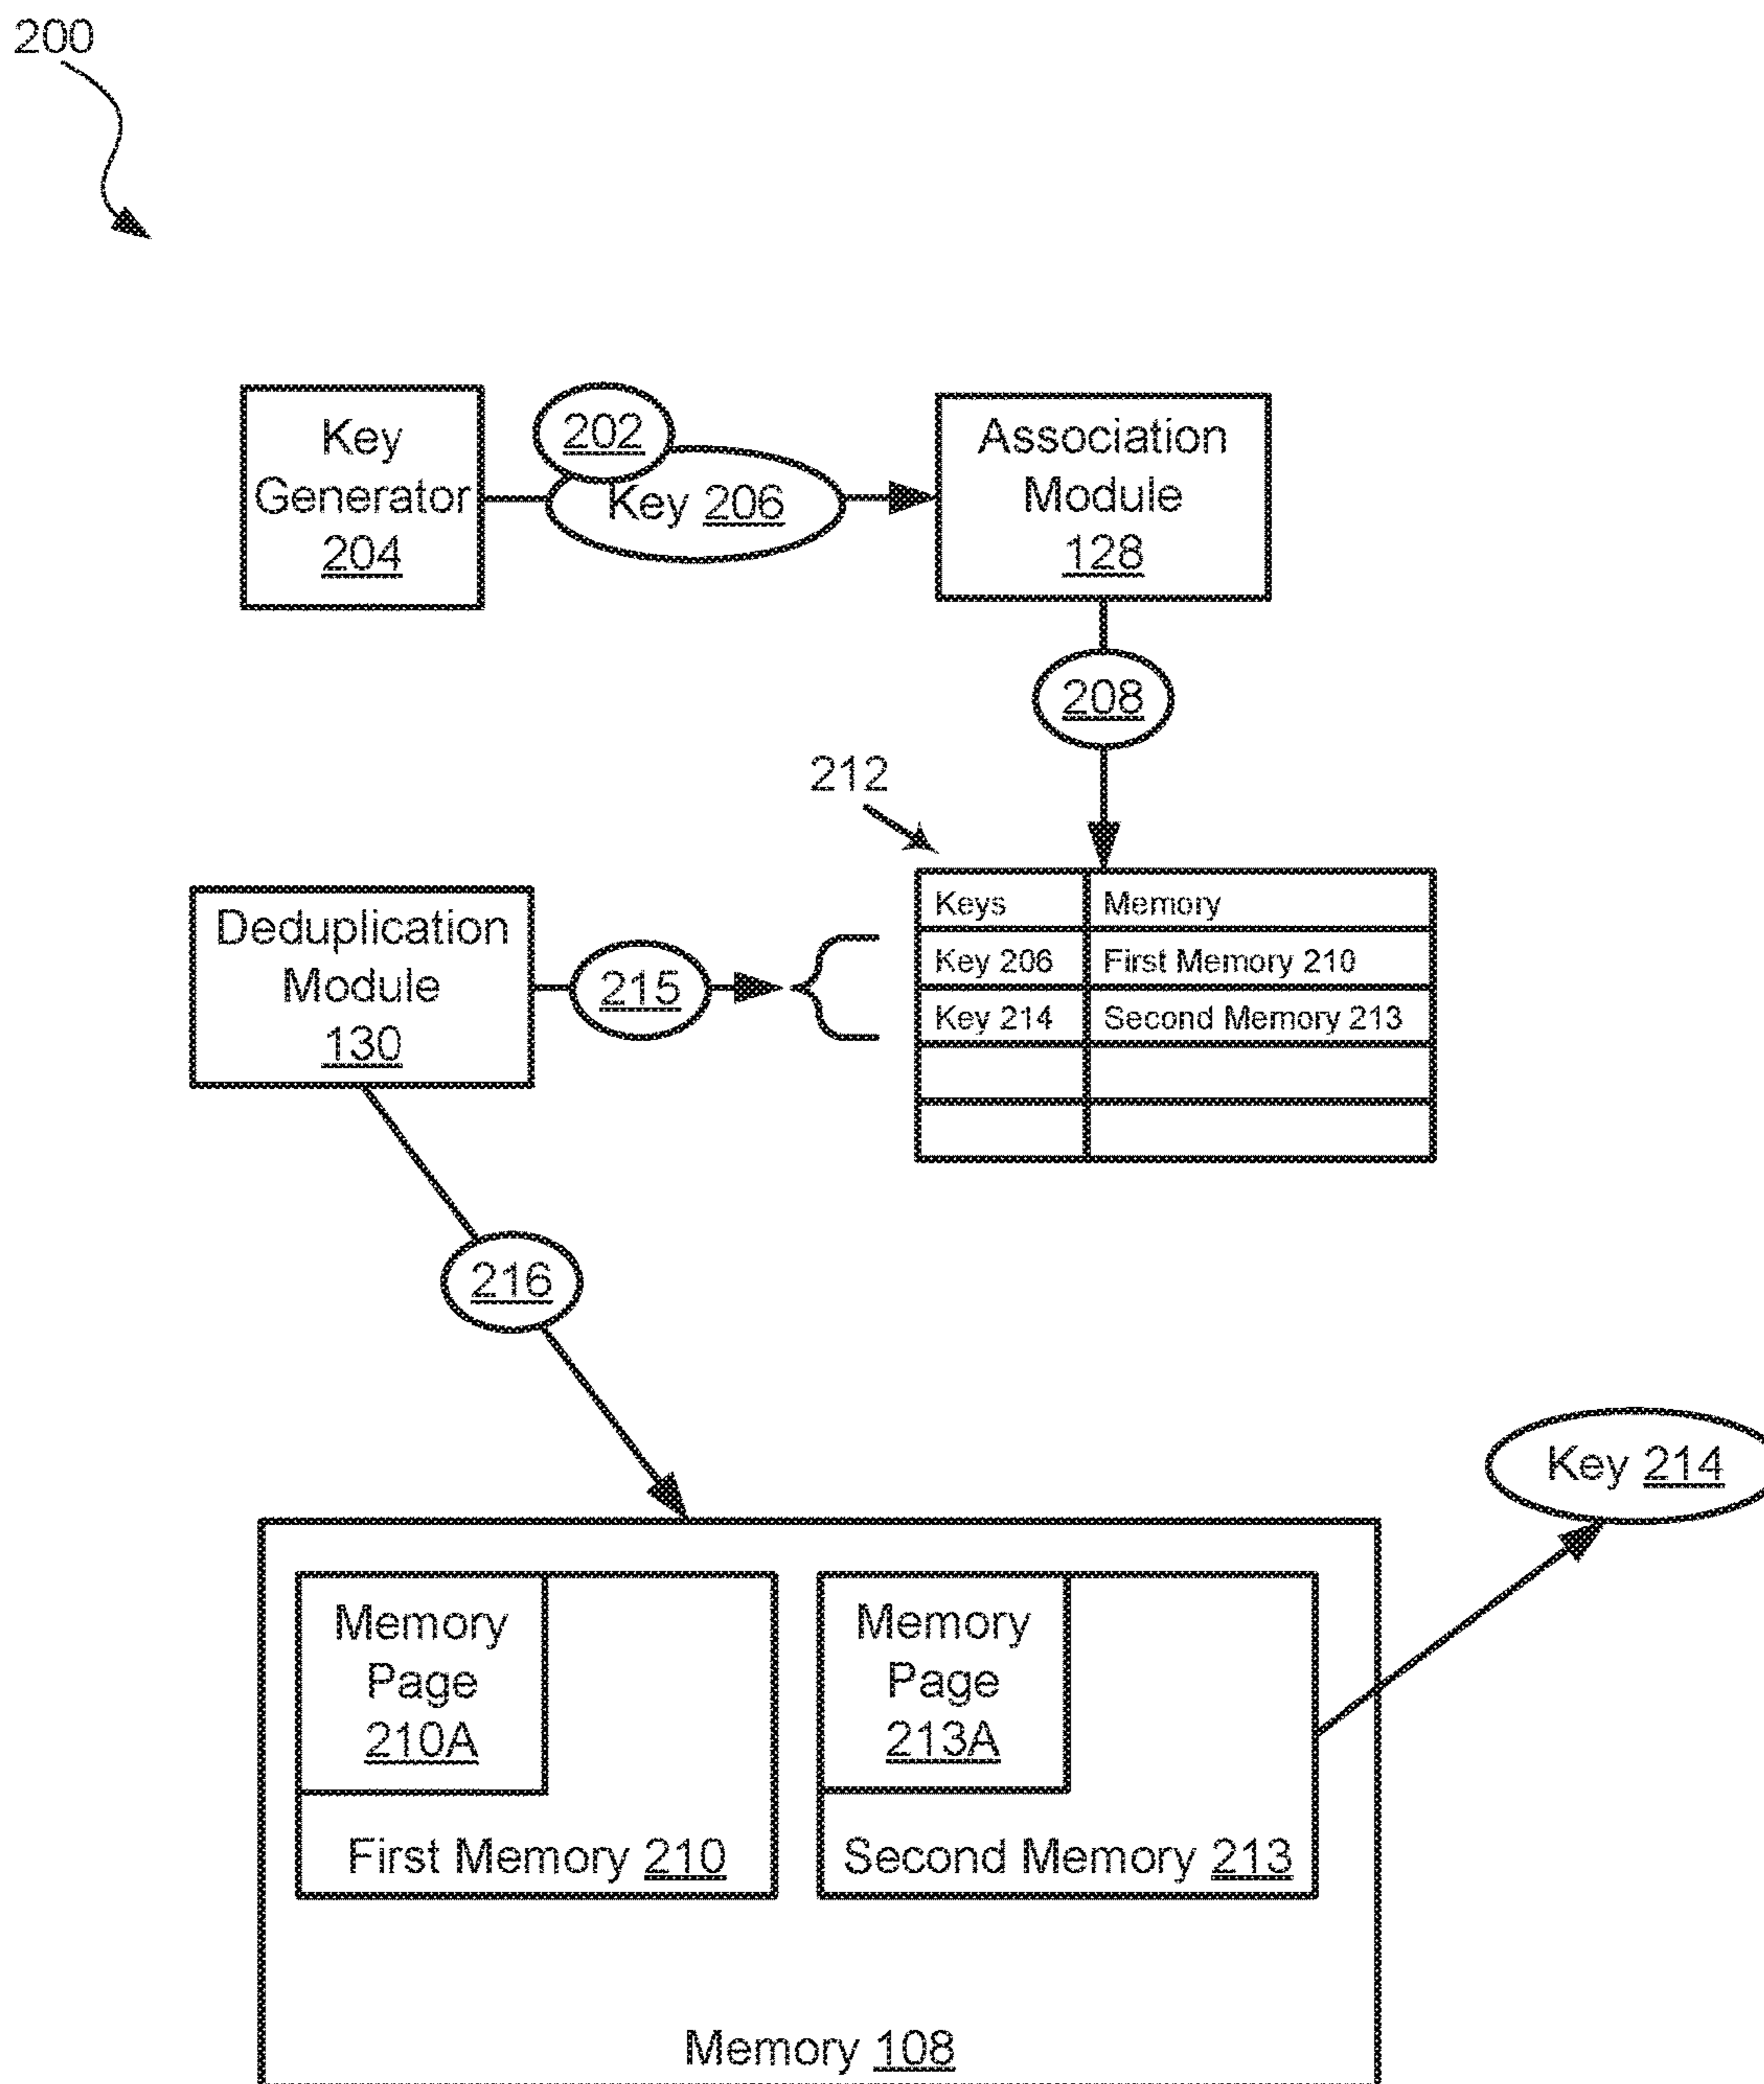 200
Key
Generator
204
202
Key 206
Association
Module
128
208
212
Keys Memory
Key 206 First Memory 210
Key 214 Second Memory 213
Deduplication
Module
130
215
216
Key 214
Memory
Page
210A
First Memory 210
Memory
Page
213A
Second Memory 213
Memory 108